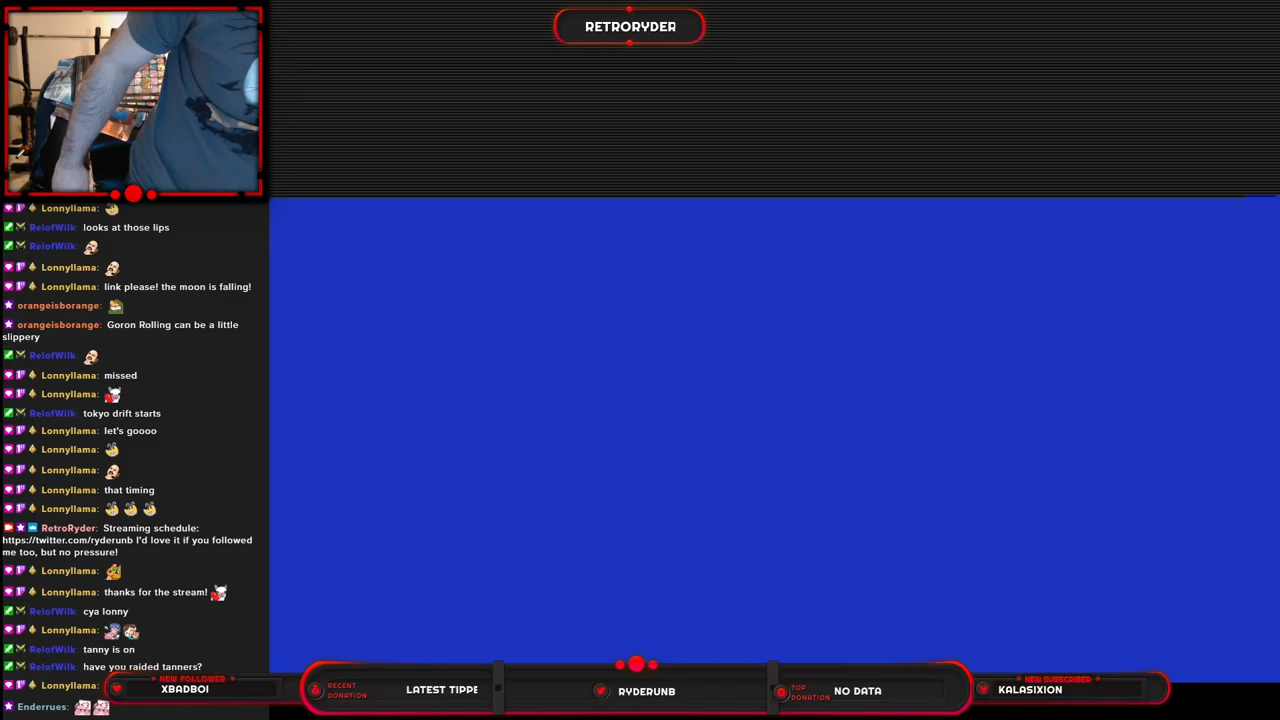 RETRORYDER
Lonnyllama:
RelofWilk: looks at those lips
RelofWilk:
Lonnyllama:
Lonnyllama: link please! the moon is falling!
orangeisborange:
orangeisborange: Goron Rolling can be a little
slippery
RelofWilk:
Lonnyllama: missed
Lonnyllama:
RelofWilk: tokyo drift starts
Lonnyllama: let's goooo
Lonnyllama:
Lonnyllama:
Lonnyllama: that timing
Lonnyllama:
RetroRyder: Streaming schedule:
https://twitter.com/ryderunb I'd love it if you followed
me too, but no pressure!
Lonnyllama:
Lonnyllama: thanks for the stream!
RelofWilk: cya lonny
Lonnyllama:
RelofWilk: tanny is on
RelofWilk: have you raided tanners?
Lonnyllama:
Enderrues:
NEW FOLLOWER
XBADBOI
RECENT
DONATION
LATEST TIPPE
RYDERUNB
TOP
DONATION
NO DATA
NEW SUBSCRIBER
KALASIXION